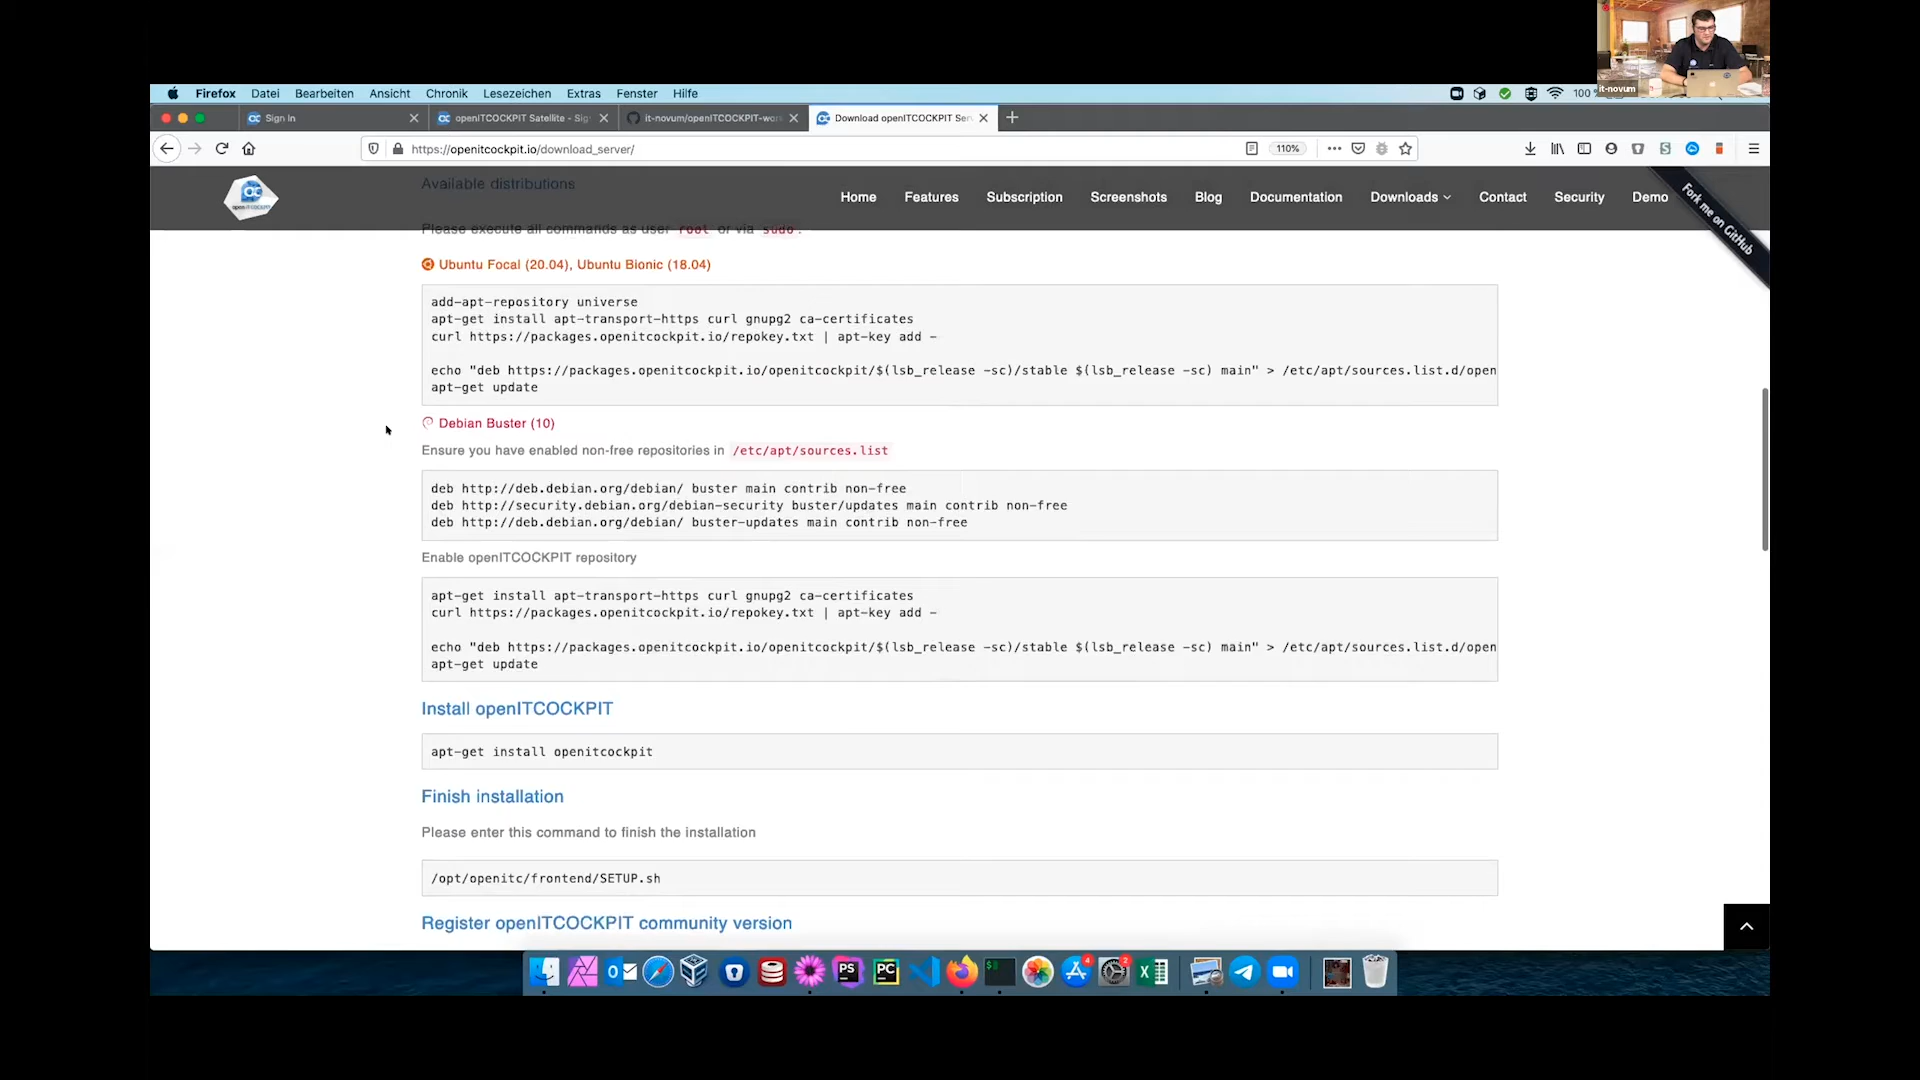 Firefox Datei Bearbeiten Ansicht Chronik Lesezeichen Extras Fenster Hilfe 100
it-novum
Sign In openITCOCKPIT Satellite - Sig it-novum/openITCOCKPIT-wor Download openITCOCKPIT Ser
https://openitcockpit.io/download_server/ 110%
Available distributions
openITCOCKPIT Home Features Subscription Screenshots Blog Documentation Downloads Contact Security Demo
Fork me on GitHub
Please execute all commands as user root or via sudo.
Ubuntu Focal (20.04), Ubuntu Bionic (18.04)
add-apt-repository universe
apt-get install apt-transport-https curl gnupg2 ca-certificates
curl https://packages.openitcockpit.io/repokey.txt | apt-key add -
echo "deb https://packages.openitcockpit.io/openitcockpit/$(lsb_release -sc)/stable $(lsb_release -sc) main" > /etc/apt/sources.list.d/open
apt-get update
Debian Buster (10)
Ensure you have enabled non-free repositories in /etc/apt/sources.list
deb http://deb.debian.org/debian/ buster main contrib non-free
deb http://security.debian.org/debian-security buster/updates main contrib non-free
deb http://deb.debian.org/debian/ buster-updates main contrib non-free
Enable openITCOCKPIT repository
apt-get install apt-transport-https curl gnupg2 ca-certificates
curl https://packages.openitcockpit.io/repokey.txt | apt-key add -
echo "deb https://packages.openitcockpit.io/openitcockpit/$(lsb_release -sc)/stable $(lsb_release -sc) main" > /etc/apt/sources.list.d/open
apt-get update
Install openITCOCKPIT
apt-get install openitcockpit
Finish installation
Please enter this command to finish the installation
/opt/openitc/frontend/SETUP.sh
Register openITCOCKPIT community version
PS PC 4 2